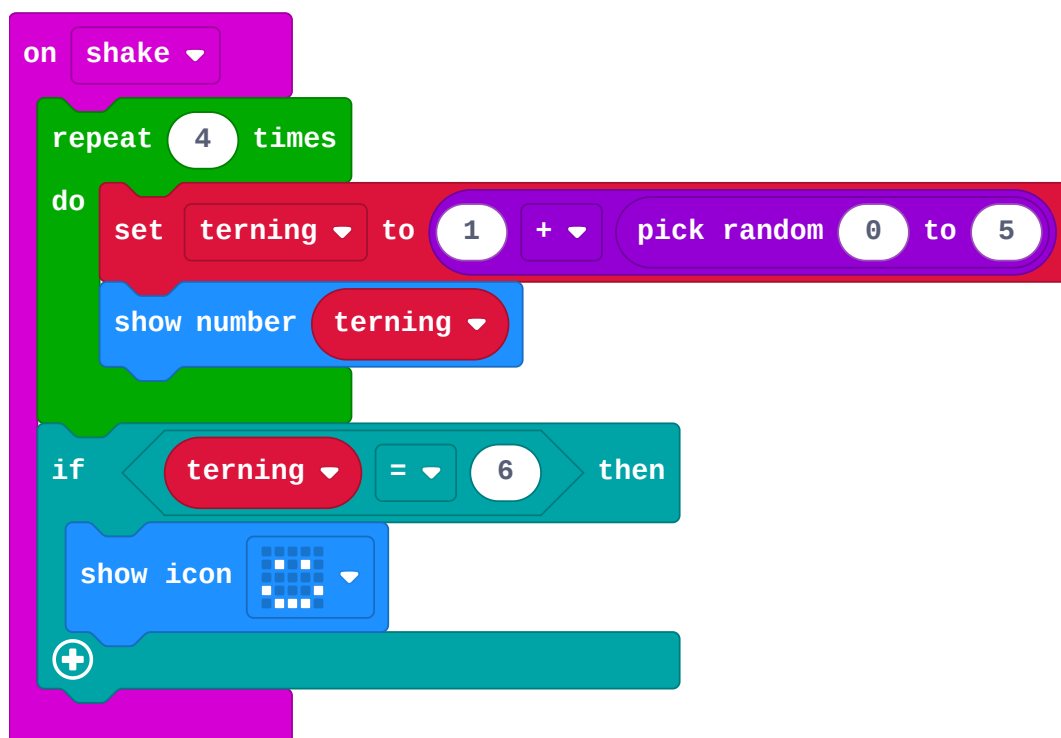 on shake
repeat 4 times
do
set terning to 1 + pick random 0 to 5
show number terning
if terning = 6 then
show icon